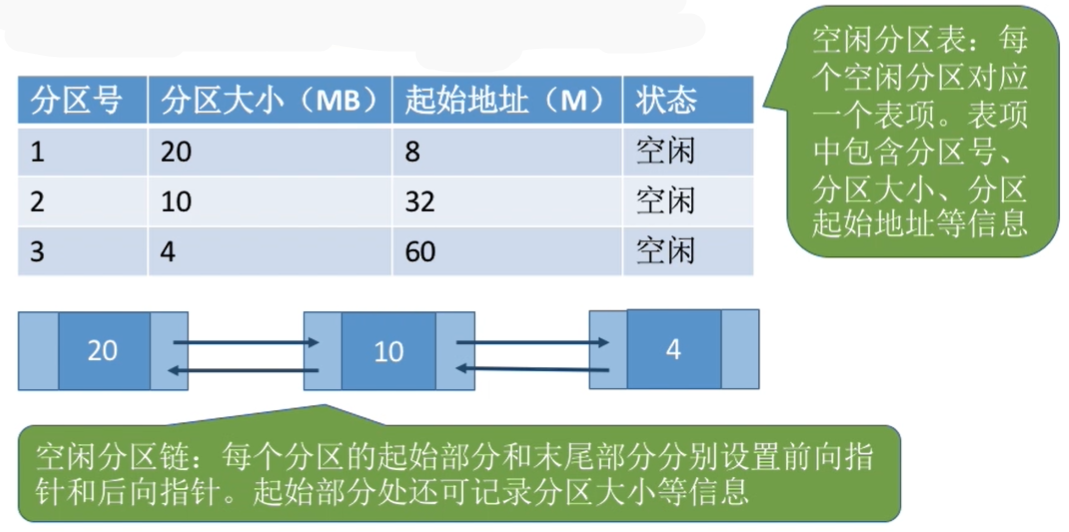 分区号 分区大小（MB） 起始地址（M） 状态
1 20 8 空闲
2 10 32 空闲
3 4 60 空闲
空闲分区表：每
个空闲分区对应
一个表项。表项
中包含分区号、
分区大小、分区
起始地址等信息
20 10 4
空闲分区链：每个分区的起始部分和末尾部分分别设置前向指
针和后向指针。起始部分处还可记录分区大小等信息